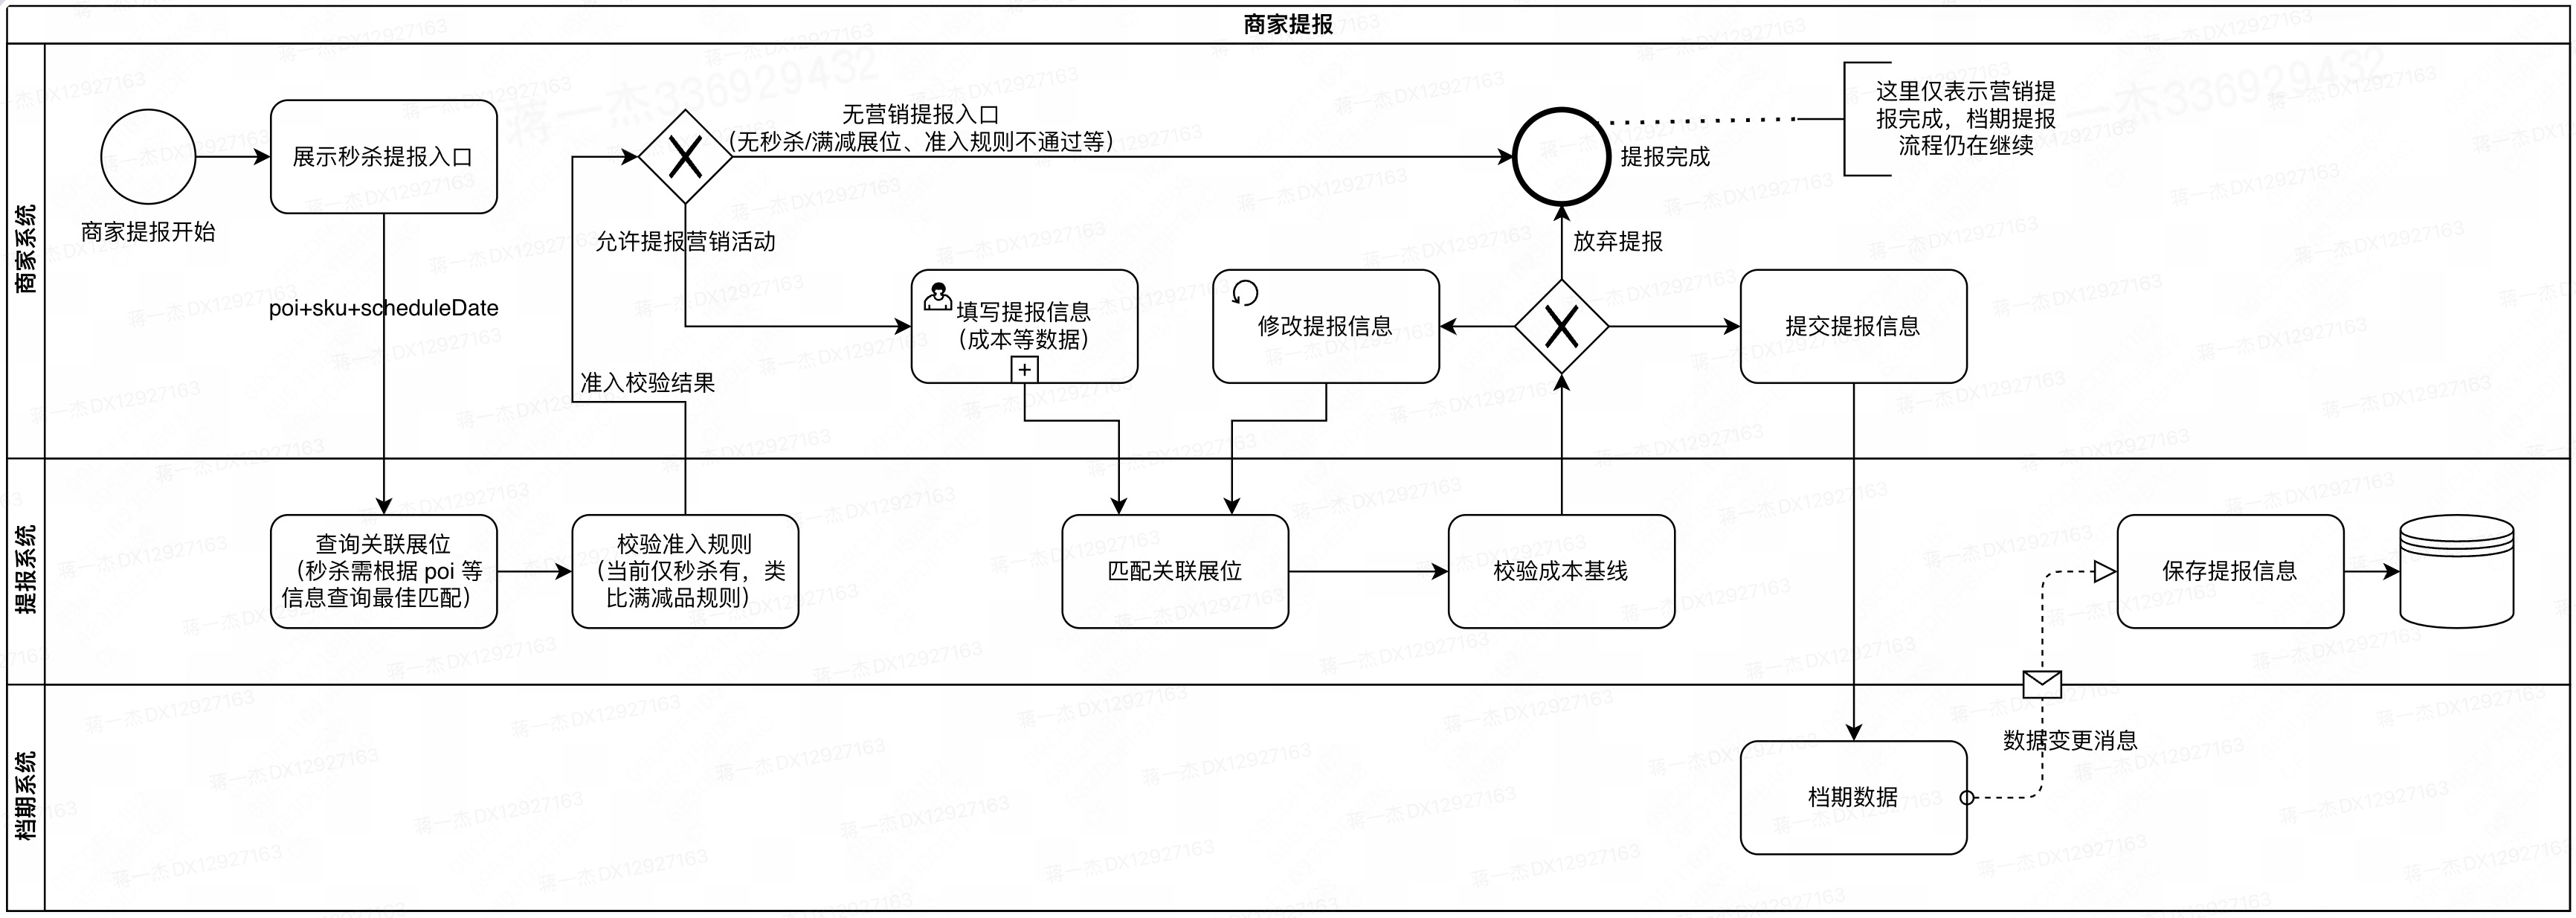 商家提报
商家系统
商家提报开始
展示秒杀提报入口
poi+sku+scheduleDate
无营销提报入口
（无秒杀/满减展位、准入规则不通过等）
允许提报营销活动
准入校验结果
填写提报信息
（成本等数据）
修改提报信息
提报完成
放弃提报
提交提报信息
这里仅表示营销提
报完成，档期提报
流程仍在继续
提报系统
查询关联展位
（秒杀需根据 poi 等
信息查询最佳匹配）
校验准入规则
（当前仅秒杀有，类
比满减品规则）
匹配关联展位
校验成本基线
保存提报信息
档期系统
档期数据
数据变更消息
蒋一杰336929432
蒋一杰DX12927163